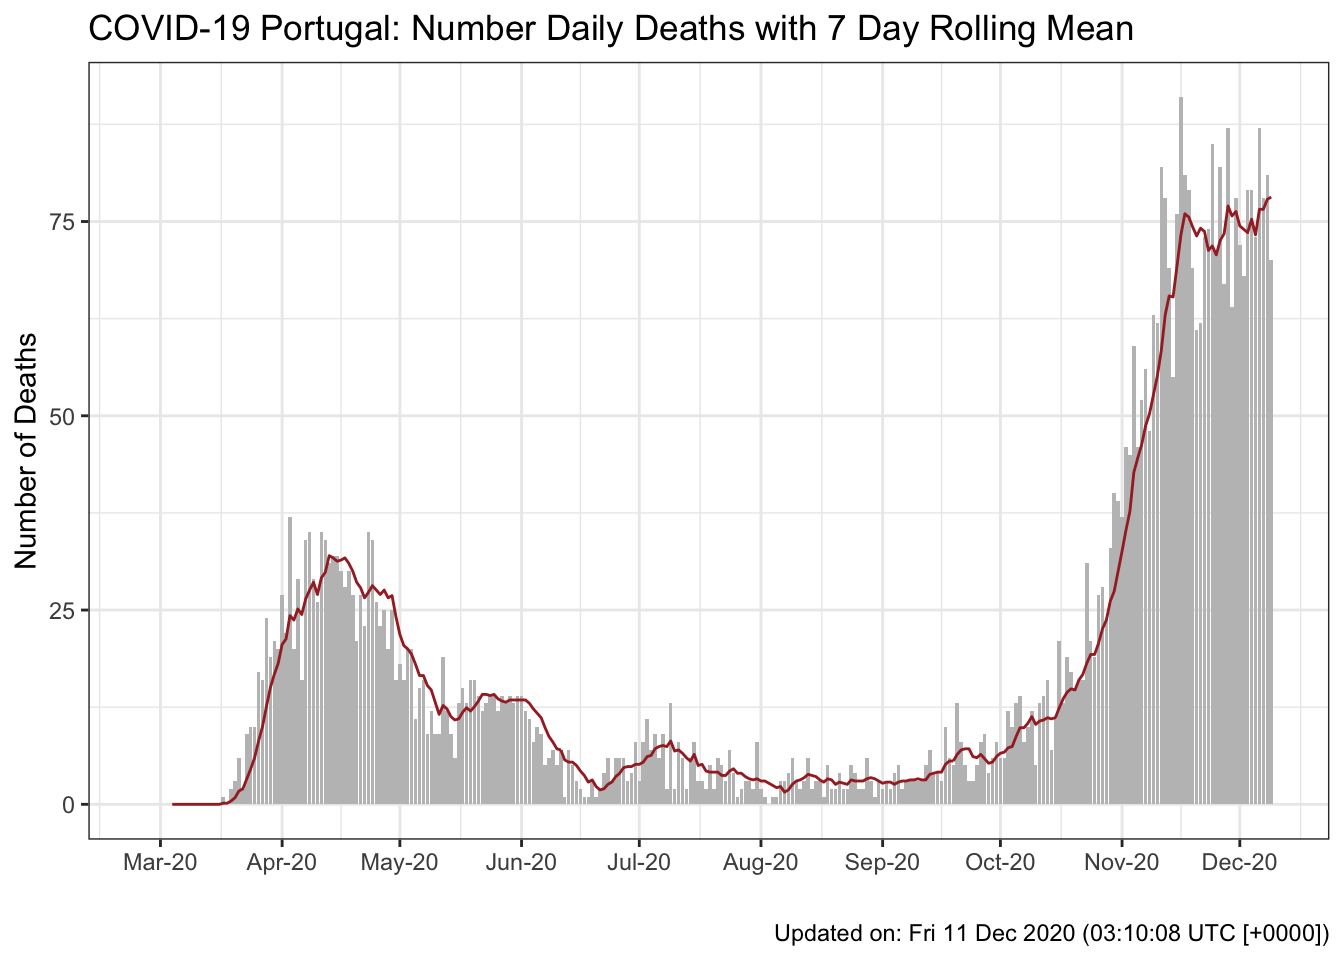 COVID-19 Portugal: Number Daily Deaths with 7 Day Rolling Mean
Number of Deaths
75
50
25
0
Mar-20 Apr-20 May-20 Jun-20 Jul-20 Aug-20 Sep-20 Oct-20 Nov-20 Dec-20
Updated on: Fri 11 Dec 2020 (03:10:08 UTC [+0000])